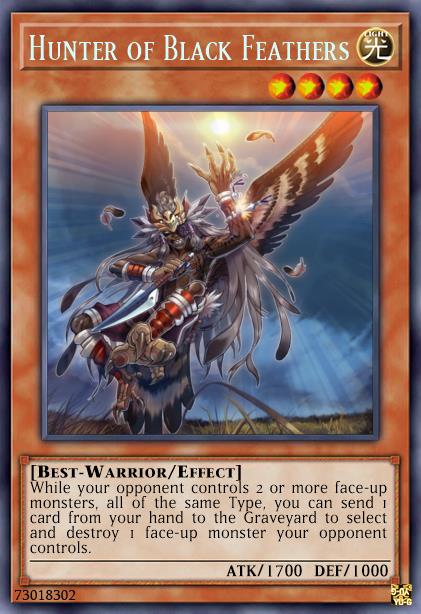 HUNTER OF BLACK FEATHERS
LIGHT
光
[BEST-WARRIOR/EFFECT]
While your opponent controls 2 or more face-up
monsters, all of the same Type, you can send 1
card from your hand to the Graveyard to select
and destroy 1 face-up monster your opponent
controls.
ATK/1700 DEF/1000
73018302